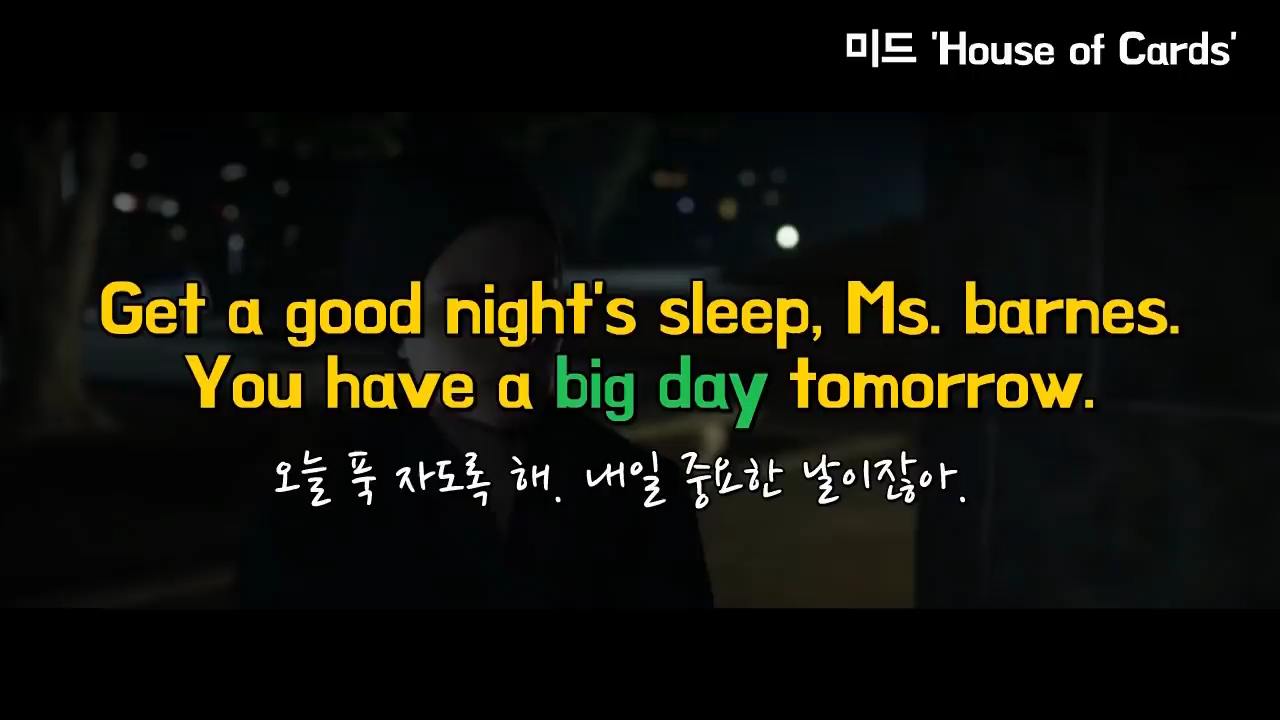 미드 'House of Cards'
Get a good night's sleep, Ms. barnes.
You have a big day tomorrow.
오늘 푹 자도록 해. 내일 중요한 날이잖아.